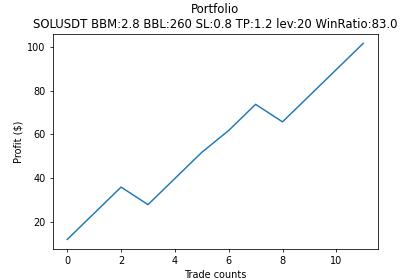 Portfolio
SOLUSDT BBM:2.8 BBL:260 SL:0.8 TP:1.2 lev:20 WinRatio:83.0
100
80
60
40
20
Profit ($)
0 2 4 6 8 10
Trade counts